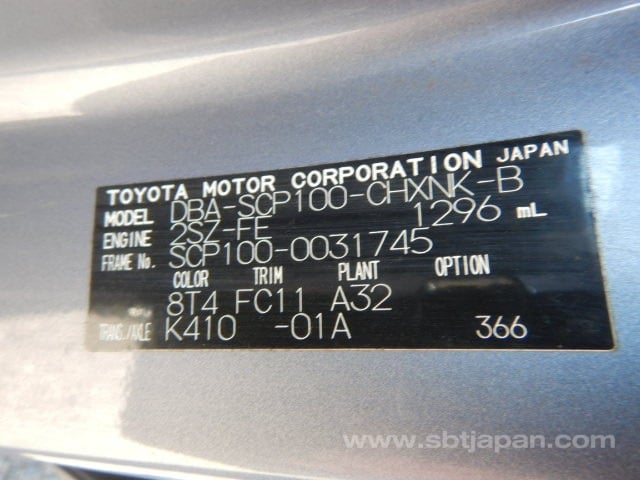 TOYOTA MOTOR CORPORATION JAPAN
MODEL DBA-SCP100-CHXNK-B
ENGINE 2SZ-FE 1296 mL
FRAME No. SCP100-0031745
COLOR TRIM PLANT OPTION
8T4 FC11 A32
TRANS./AXLE K410 -01A 366
www.sbtjapan.com